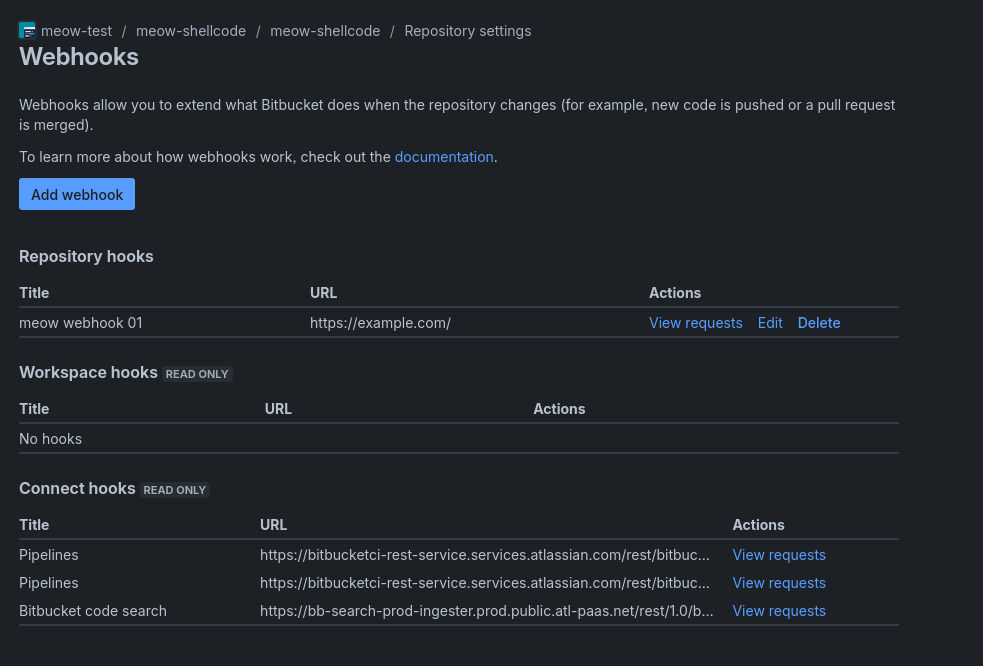 meow-test / meow-shellcode / meow-shellcode / Repository settings
Webhooks
Webhooks allow you to extend what Bitbucket does when the repository changes (for example, new code is pushed or a pull request
is merged).
To learn more about how webhooks work, check out the documentation.
Add webhook
Repository hooks
Title URL Actions
meow webhook 01 https://example.com/ View requests Edit Delete
Workspace hooks READ ONLY
Title URL Actions
No hooks
Connect hooks READ ONLY
Title URL Actions
Pipelines https://bitbucketci-rest-service.services.atlassian.com/rest/bitbuc... View requests
Pipelines https://bitbucketci-rest-service.services.atlassian.com/rest/bitbuc... View requests
Bitbucket code search https://bb-search-prod-ingester.prod.public.atl-paas.net/rest/1.0/b... View requests